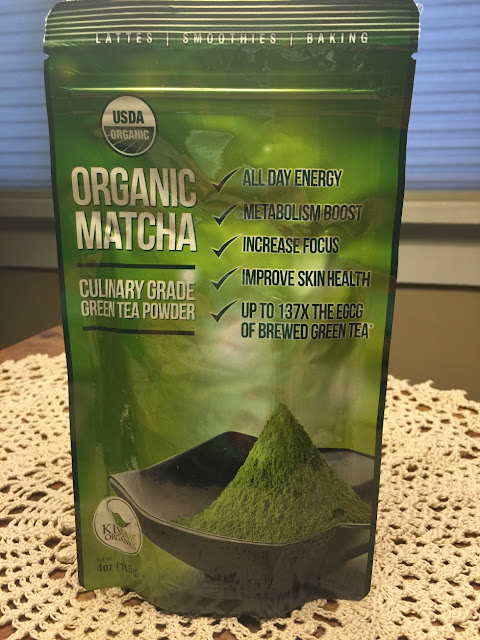 LATTES | SMOOTHIES | BAKING
USDA
ORGANIC
ORGANIC
MATCHA
CULINARY GRADE
GREEN TEA POWDER
ALL DAY ENERGY
METABOLISM BOOST
INCREASE FOCUS
IMPROVE SKIN HEALTH
UP TO 137X THE EGCG
OF BREWED GREEN TEA*
4oz